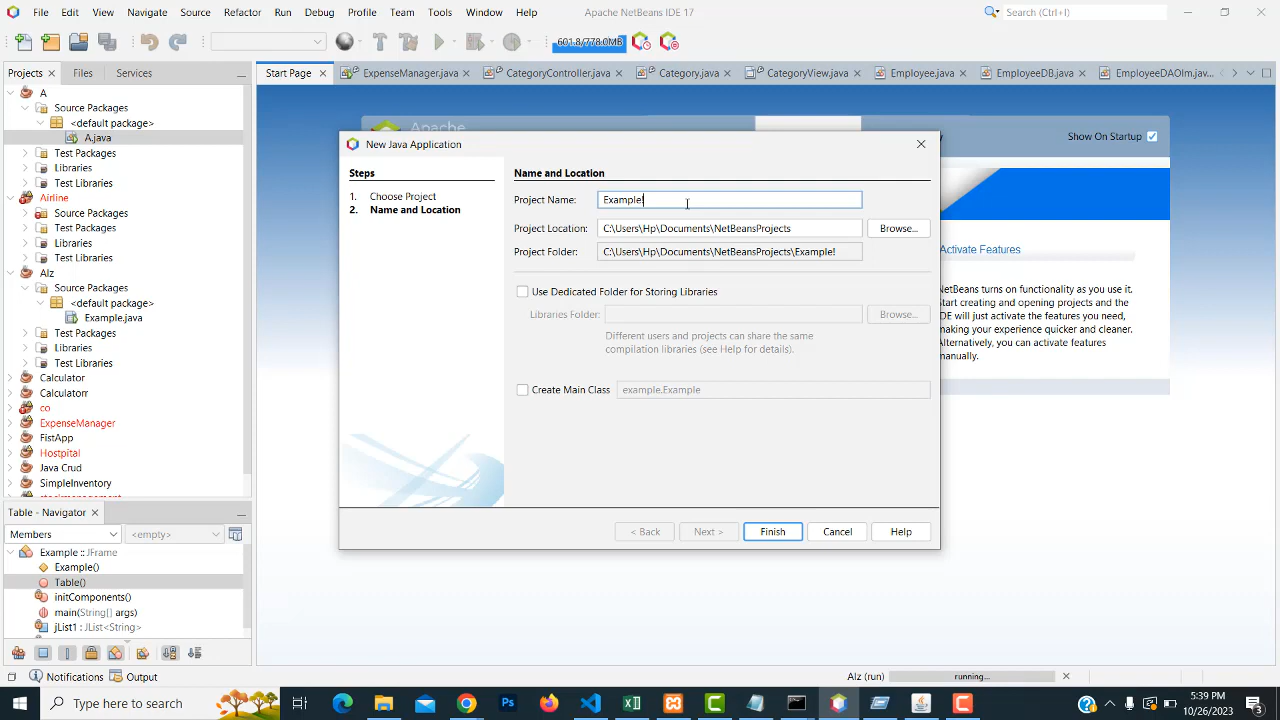 File Edit View Navigate Source Refactor Run Debug Profile Team Tools Window Help Apache NetBeans IDE 17 Search (Ctrl+I)
601.8/778.0MB
Projects Files Services
Start Page ExpenseManager.java CategoryController.java Category.java CategoryView.java Employee.java EmployeeDB.java EmployeeDAOIm.java...
A
Source Packages
<default package>
A.java
Test Packages
Libraries
Test Libraries
Airline
Source Packages
Test Packages
Libraries
Test Libraries
Alz
Source Packages
<default package>
Example.java
Test Packages
Libraries
Test Libraries
Calculator
Calculatorr
co
ExpenseManager
FistApp
Hostpital
Java Crud
SimpleInventory
Apache
Show On Startup
New Java Application
Steps
1. Choose Project
2. Name and Location
Name and Location
Project Name: Example!
Project Location: C:\Users\Hp\Documents\NetBeansProjects Browse...
Project Folder: C:\Users\Hp\Documents\NetBeansProjects\Example!
Use Dedicated Folder for Storing Libraries
Libraries Folder: Browse...
Different users and projects can share the same
compilation libraries (see Help for details).
Create Main Class example.Example
< Back Next > Finish Cancel Help
Activate Features
NetBeans turns on functionality as you use it.
Start creating and opening projects and the
IDE will just activate the features you need,
making your experience quicker and cleaner.
Alternatively, you can activate features
manually.
Table - Navigator
Members <empty>
Example :: JFrame
Example()
Table()
initComponents()
main(String[] args)
jList1 : JList<String>
Notifications Output Alz (run) running...
Type here to search
5:39 PM
10/26/2023